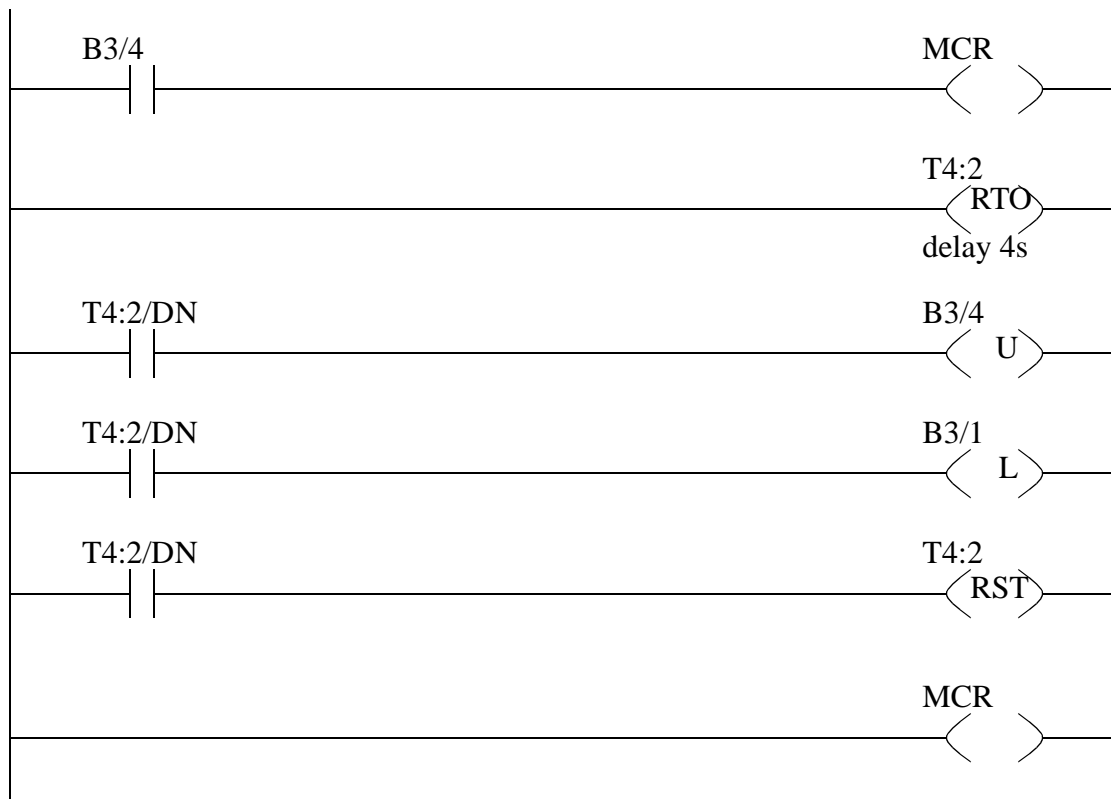 B3/4 MCR
T4:2
RTO
delay 4s
T4:2/DN B3/4
U
T4:2/DN B3/1
L
T4:2/DN T4:2
RST
MCR